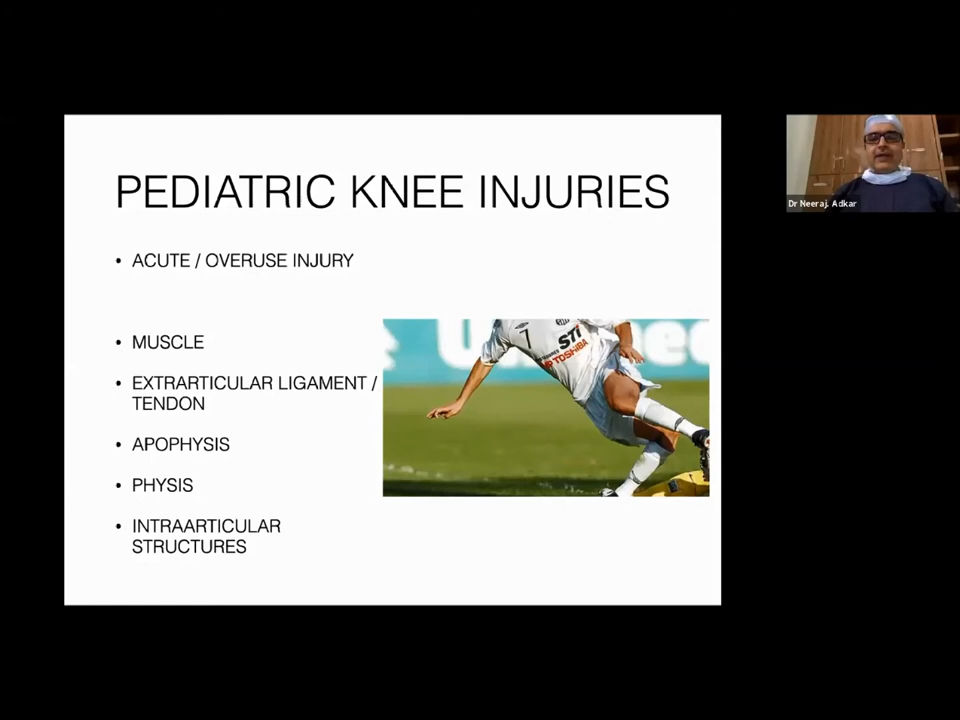 PEDIATRIC KNEE INJURIES
• ACUTE / OVERUSE INJURY
• MUSCLE
• EXTRARTICULAR LIGAMENT /
TENDON
• APOPHYSIS
• PHYSIS
• INTRAARTICULAR
STRUCTURES
7
STi
TOSHIBA
Dr Neeraj. Adkar